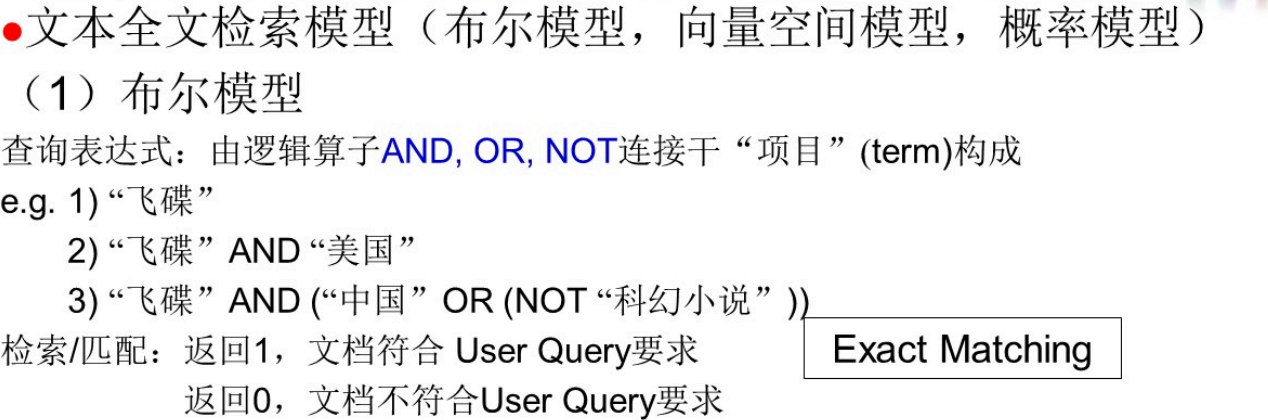 ●文本全文检索模型（布尔模型，向量空间模型，概率模型）
（1）布尔模型
查询表达式：由逻辑算子AND, OR, NOT连接干“项目”(term)构成
e.g. 1) “飞碟”
2) “飞碟” AND “美国”
3) “飞碟” AND (“中国” OR (NOT “科幻小说”))
检索/匹配：返回1，文档符合 User Query要求
Exact Matching
返回0，文档不符合User Query要求